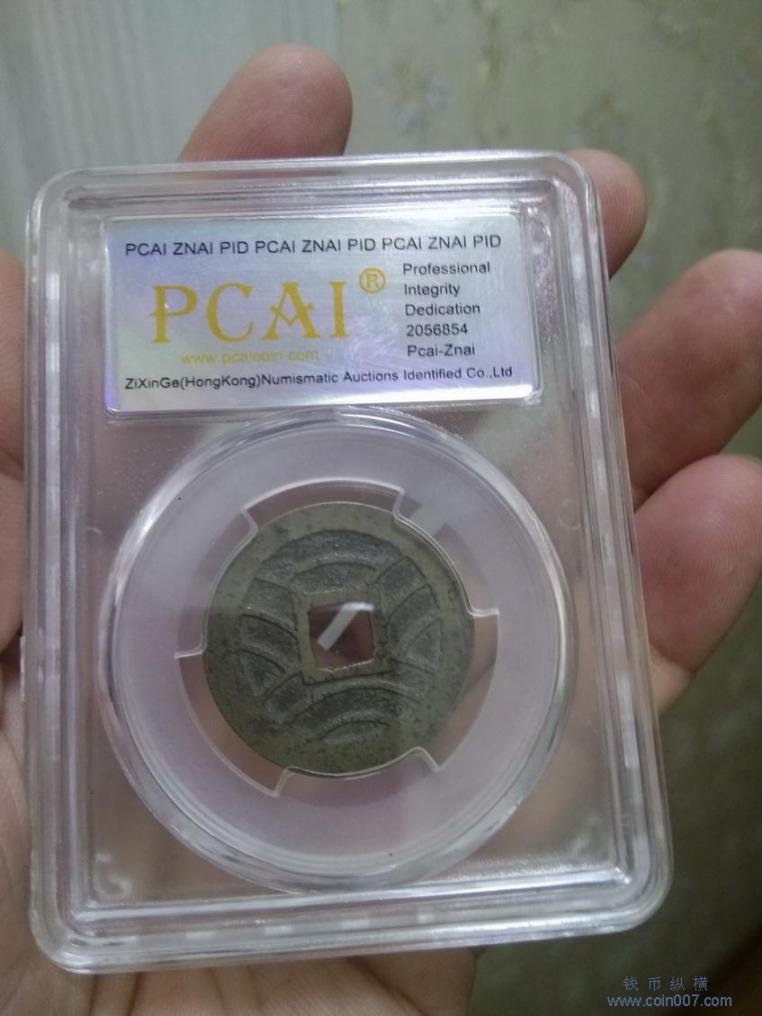 PCAI ZNAI PID PCAI ZNAI PID PCAI ZNAI PID
PCAI®
www.pcaicoin.com
Professional
Integrity
Dedication
2056854
Pcai-Znai
ZiXinGe(HongKong)Numismatic Auctions Identified Co.,Ltd
钱币纵横
www.coin007.com